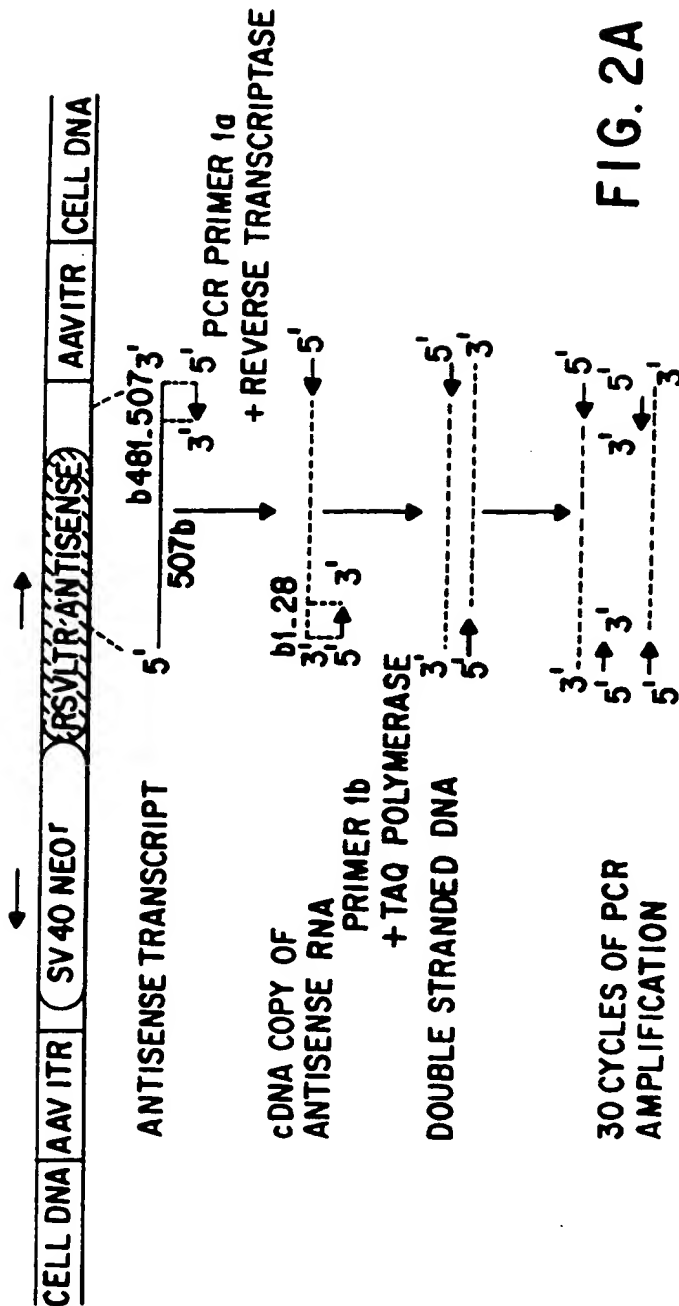 CELL DNA AAV ITR SV40 NEOʳ RSVLTR ANTISENSE AAV ITR CELL DNA
ANTISENSE TRANSCRIPT
5' 507b b481-507 3'
3' 5'
PCR PRIMER 1a
+ REVERSE TRANSCRIPTASE
cDNA COPY OF
ANTISENSE RNA
b1-28
3' 5'
5' 3'
PRIMER 1b
+ TAQ POLYMERASE
DOUBLE STRANDED DNA
3' 5'
5' 3'
30 CYCLES OF PCR
AMPLIFICATION
3' 5'
5' 3' 3' 5'
5' 3'
FIG. 2A